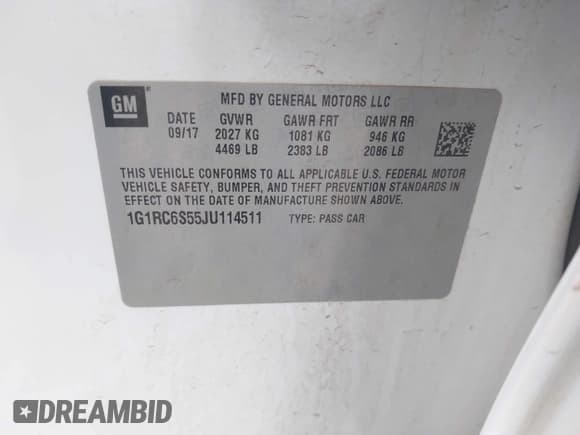 GM
MFD BY GENERAL MOTORS LLC
DATE GVWR GAWR FRT GAWR RR
09/17 2027 KG 1081 KG 946 KG
4469 LB 2383 LB 2086 LB
THIS VEHICLE CONFORMS TO ALL APPLICABLE U.S. FEDERAL MOTOR
VEHICLE SAFETY, BUMPER, AND THEFT PREVENTION STANDARDS
IN EFFECT ON THE DATE OF MANUFACTURE SHOWN ABOVE.
1G1RC6S55JU114511 TYPE: PASS CAR
DREAMBID